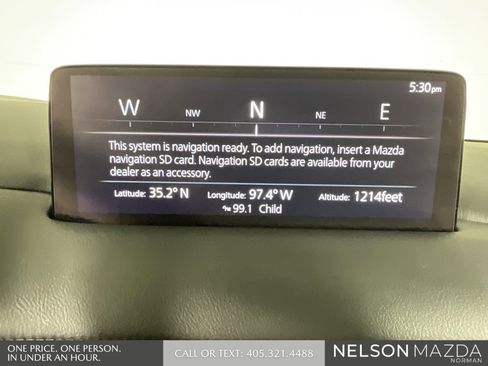 5:30pm
W NW N NE E
This system is navigation ready. To add navigation, insert a Mazda
navigation SD card. Navigation SD cards are available from your
dealer as an accessory.
Latitude: 35.2° N Longitude: 97.4° W Altitude: 1214feet
99.1 Child
ONE PRICE. ONE PERSON.
IN UNDER AN HOUR.
CALL OR TEXT: 405.321.4488
NELSON MAZDA
NORMAN